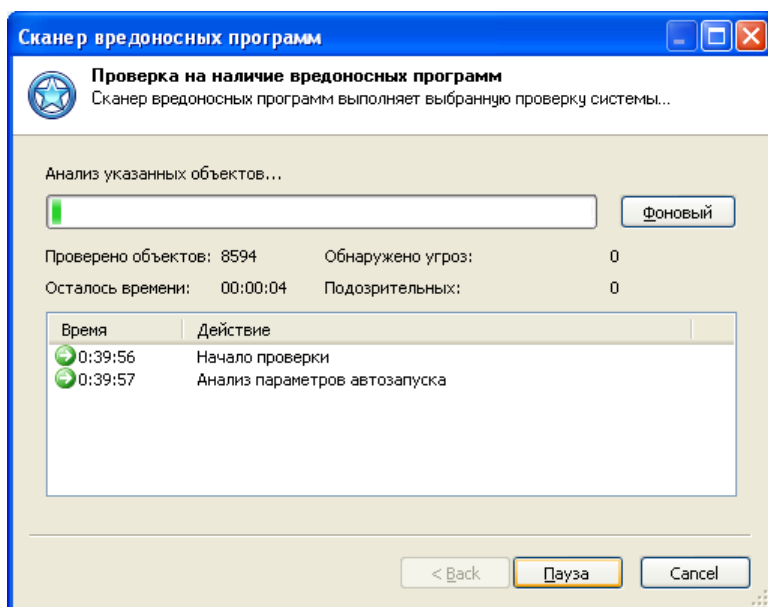 Сканер вредоносных программ
Проверка на наличие вредоносных программ
Сканер вредоносных программ выполняет выбранную проверку системы...
Анализ указанных объектов...
Фоновый
Проверено объектов: 8594 Обнаружено угроз: 0
Осталось времени: 00:00:04 Подозрительных: 0
Время Действие
0:39:56 Начало проверки
0:39:57 Анализ параметров автозапуска
< Back Пауза Cancel